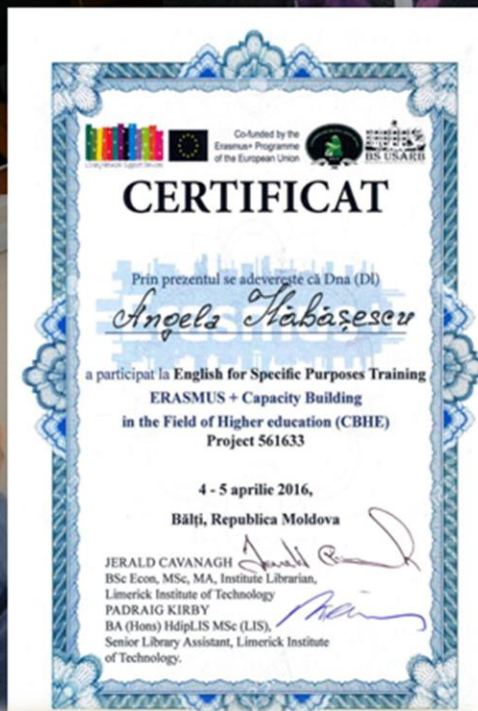 Co-funded by the
Erasmus+ Programme
of the European Union
BS USARB
CERTIFICAT
Prin prezentul se adeverește că Dna (Dl)
Angela Hăbășescu
a participat la English for Specific Purposes Training
ERASMUS + Capacity Building
in the Field of Higher education (CBHE)
Project 561633
4 - 5 aprilie 2016,
Bălți, Republica Moldova
JERALD CAVANAGH
BSc Econ, MSc, MA, Institute Librarian,
Limerick Institute of Technology
PADRAIG KIRBY
BA (Hons) HdipLIS MSc (LIS),
Senior Library Assistant, Limerick Institute
of Technology.